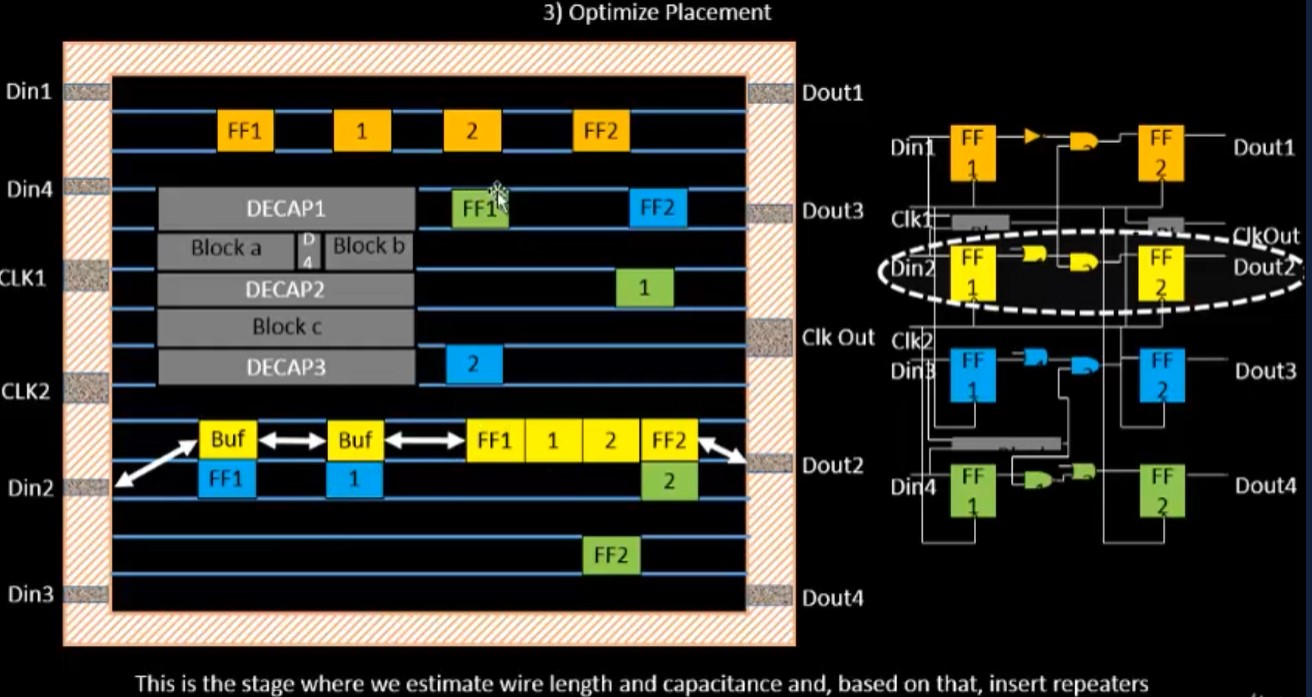 3) Optimize Placement
Din1
Dout1
FF1 1 2 FF2
Din4
DECAP1
FF1
FF2
Dout3
Block a
D
4
Block b
CLK1
DECAP2
1
Block c
Clk Out
DECAP3
2
CLK2
Buf Buf FF1 1 2 FF2
FF1 1 2
Dout2
Din2
FF2
Din3
Dout4
Din1
FF
1
FF
2
Dout1
Clk1
ClkOut
Din2
FF
1
FF
2
Dout2
Clk2
Din3
FF
1
FF
2
Dout3
Din4
FF
1
FF
2
Dout4
This is the stage where we estimate wire length and capacitance and, based on that, insert repeaters